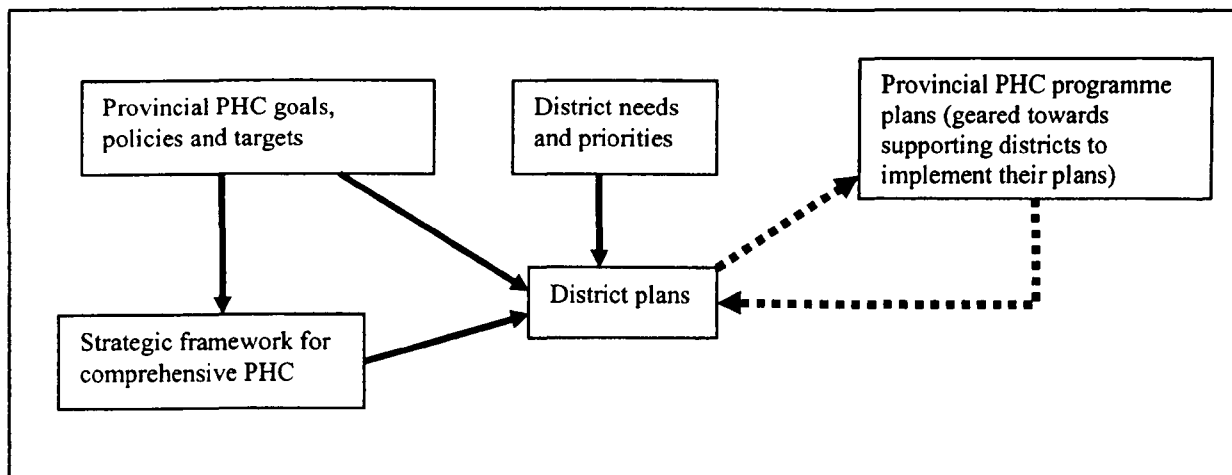 Provincial PHC goals,
policies and targets
District needs
and priorities
Provincial PHC programme
plans (geared towards
supporting districts to
implement their plans)
District plans
Strategic framework for
comprehensive PHC